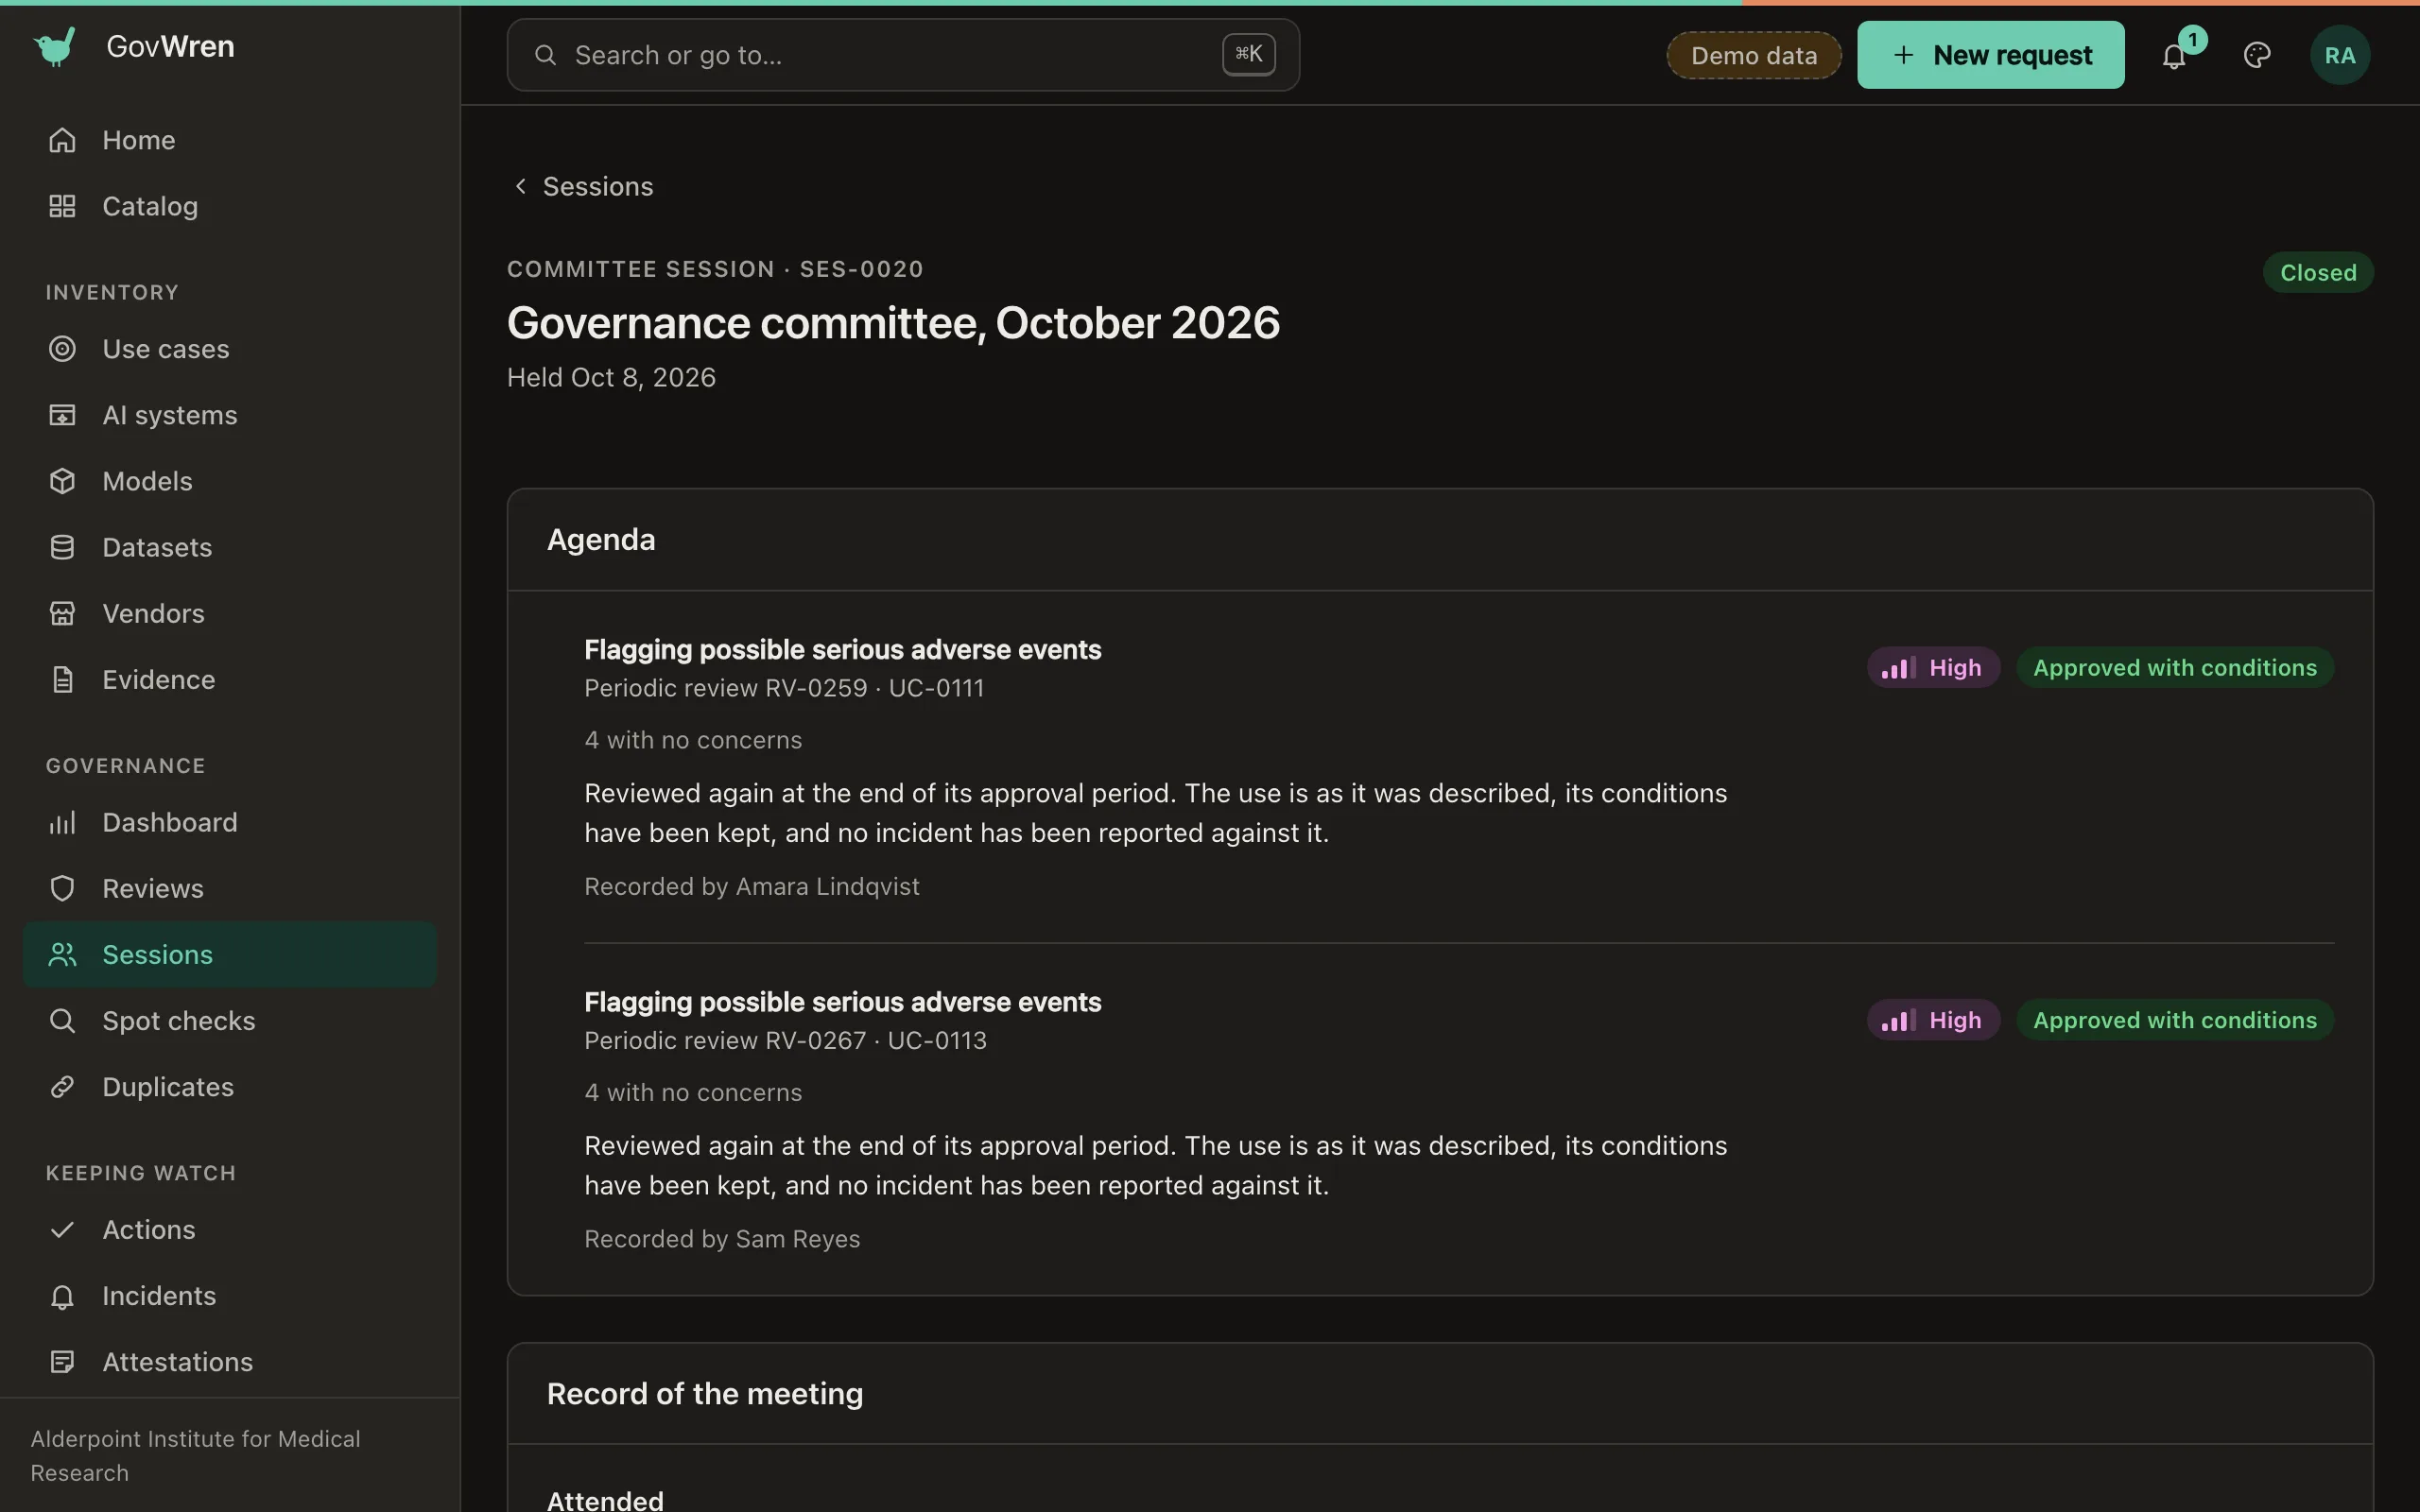 GovWren
Search or go to...
⌘K
Demo data
+ New request
1
RA
Home
Catalog
INVENTORY
Use cases
AI systems
Models
Datasets
Vendors
Evidence
GOVERNANCE
Dashboard
Reviews
Sessions
Spot checks
Duplicates
KEEPING WATCH
Actions
Incidents
Attestations
Alderpoint Institute for Medical
Research
Sessions
COMMITTEE SESSION · SES-0020
Closed
Governance committee, October 2026
Held Oct 8, 2026
Agenda
Flagging possible serious adverse events
High
Approved with conditions
Periodic review RV-0259 · UC-0111
4 with no concerns
Reviewed again at the end of its approval period. The use is as it was described, its conditions
have been kept, and no incident has been reported against it.
Recorded by Amara Lindqvist
Flagging possible serious adverse events
High
Approved with conditions
Periodic review RV-0267 · UC-0113
4 with no concerns
Reviewed again at the end of its approval period. The use is as it was described, its conditions
have been kept, and no incident has been reported against it.
Recorded by Sam Reyes
Record of the meeting
Attended